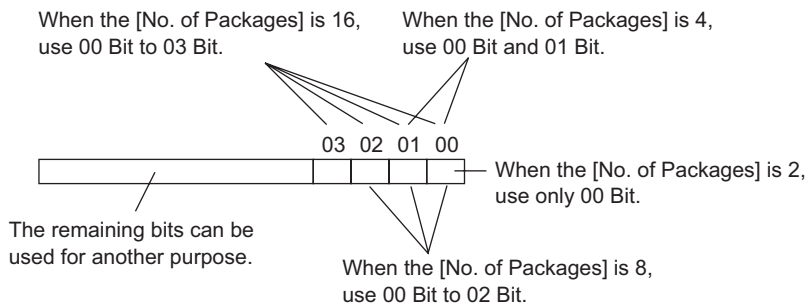 When the [No. of Packages] is 16,
use 00 Bit to 03 Bit.
When the [No. of Packages] is 4,
use 00 Bit and 01 Bit.
03 02 01 00
When the [No. of Packages] is 2,
use only 00 Bit.
The remaining bits can be
used for another purpose.
When the [No. of Packages] is 8,
use 00 Bit to 02 Bit.